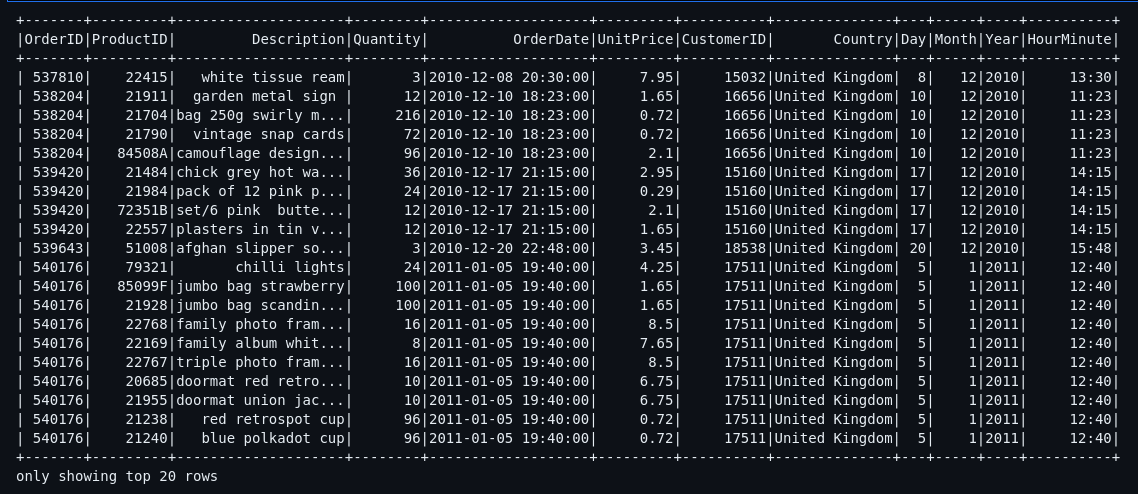 +-------+---------+--------------------+--------+-------------------+---------+----------+--------------+---+-----+----+----------+
|OrderID|ProductID|         Description|Quantity|          OrderDate|UnitPrice|CustomerID|       Country|Day|Month|Year|HourMinute|
+-------+---------+--------------------+--------+-------------------+---------+----------+--------------+---+-----+----+----------+
| 537810|    22415|   white tissue ream|       3|2010-12-08 20:30:00|     7.95|     15032|United Kingdom|  8|   12|2010|     13:30|
| 538204|    21911|  garden metal sign |      12|2010-12-10 18:23:00|     1.65|     16656|United Kingdom| 10|   12|2010|     11:23|
| 538204|    21704|bag 250g swirly m...|     216|2010-12-10 18:23:00|     0.72|     16656|United Kingdom| 10|   12|2010|     11:23|
| 538204|    21790|  vintage snap cards|      72|2010-12-10 18:23:00|     0.72|     16656|United Kingdom| 10|   12|2010|     11:23|
| 538204|   84508A|camouflage design...|      96|2010-12-10 18:23:00|      2.1|     16656|United Kingdom| 10|   12|2010|     11:23|
| 539420|    21484|chick grey hot wa...|      36|2010-12-17 21:15:00|     2.95|     15160|United Kingdom| 17|   12|2010|     14:15|
| 539420|    21984|pack of 12 pink p...|      24|2010-12-17 21:15:00|     0.29|     15160|United Kingdom| 17|   12|2010|     14:15|
| 539420|   72351B|set/6 pink  butte...|      12|2010-12-17 21:15:00|      2.1|     15160|United Kingdom| 17|   12|2010|     14:15|
| 539420|    22557|plasters in tin v...|      12|2010-12-17 21:15:00|     1.65|     15160|United Kingdom| 17|   12|2010|     14:15|
| 539643|    51008|afghan slipper so...|       3|2010-12-20 22:48:00|     3.45|     18538|United Kingdom| 20|   12|2010|     15:48|
| 540176|    79321|       chilli lights|      24|2011-01-05 19:40:00|     4.25|     17511|United Kingdom|  5|    1|2011|     12:40|
| 540176|   85099F|jumbo bag strawberry|     100|2011-01-05 19:40:00|     1.65|     17511|United Kingdom|  5|    1|2011|     12:40|
| 540176|    21928|jumbo bag scandin...|     100|2011-01-05 19:40:00|     1.65|     17511|United Kingdom|  5|    1|2011|     12:40|
| 540176|    22768|family photo fram...|      16|2011-01-05 19:40:00|      8.5|     17511|United Kingdom|  5|    1|2011|     12:40|
| 540176|    22169|family album whit...|       8|2011-01-05 19:40:00|     7.65|     17511|United Kingdom|  5|    1|2011|     12:40|
| 540176|    22767|triple photo fram...|      16|2011-01-05 19:40:00|      8.5|     17511|United Kingdom|  5|    1|2011|     12:40|
| 540176|    20685|doormat red retro...|      10|2011-01-05 19:40:00|     6.75|     17511|United Kingdom|  5|    1|2011|     12:40|
| 540176|    21955|doormat union jac...|      10|2011-01-05 19:40:00|     6.75|     17511|United Kingdom|  5|    1|2011|     12:40|
| 540176|    21238|   red retrospot cup|      96|2011-01-05 19:40:00|     0.72|     17511|United Kingdom|  5|    1|2011|     12:40|
| 540176|    21240|   blue polkadot cup|      96|2011-01-05 19:40:00|     0.72|     17511|United Kingdom|  5|    1|2011|     12:40|
+-------+---------+--------------------+--------+-------------------+---------+----------+--------------+---+-----+----+----------+
only showing top 20 rows